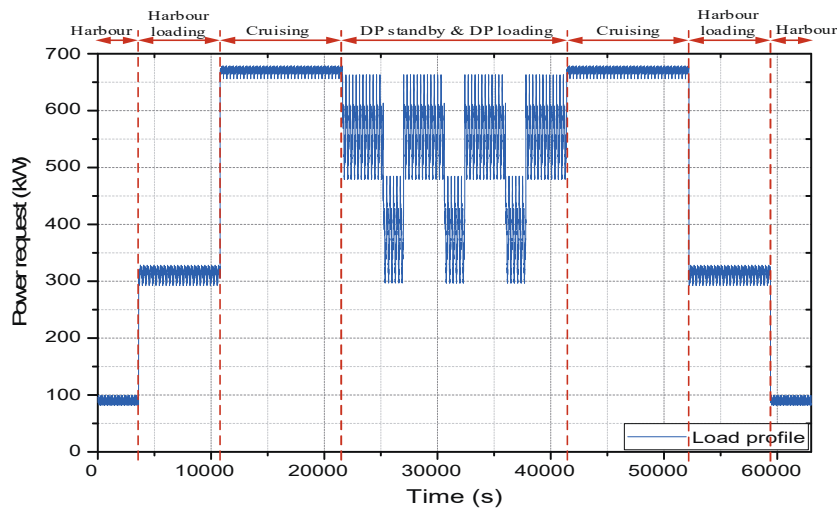 Harbour
Harbour
loading
Cruising
DP standby & DP loading
Cruising
Harbour
loading
Harbour
700
600
500
400
300
200
100
0
Power request (kW)
Load profile
0 10000 20000 30000 40000 50000 60000
Time (s)